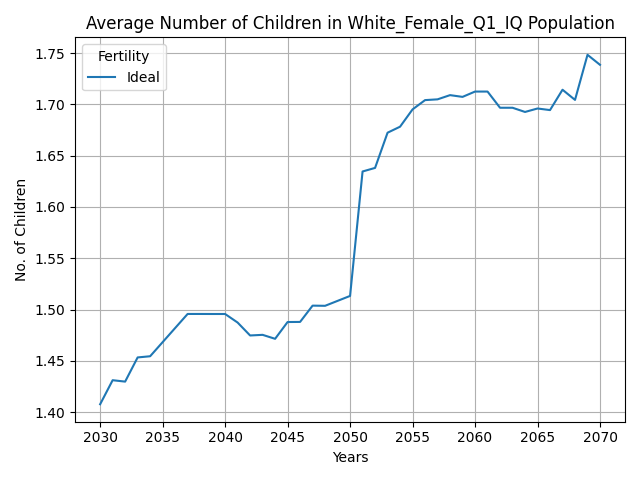 Average Number of Children in White_Female_Q1_IQ Population
Fertility
Ideal
No. of Children
1.75
1.70
1.65
1.60
1.55
1.50
1.45
1.40
2030 2035 2040 2045 2050 2055 2060 2065 2070
Years